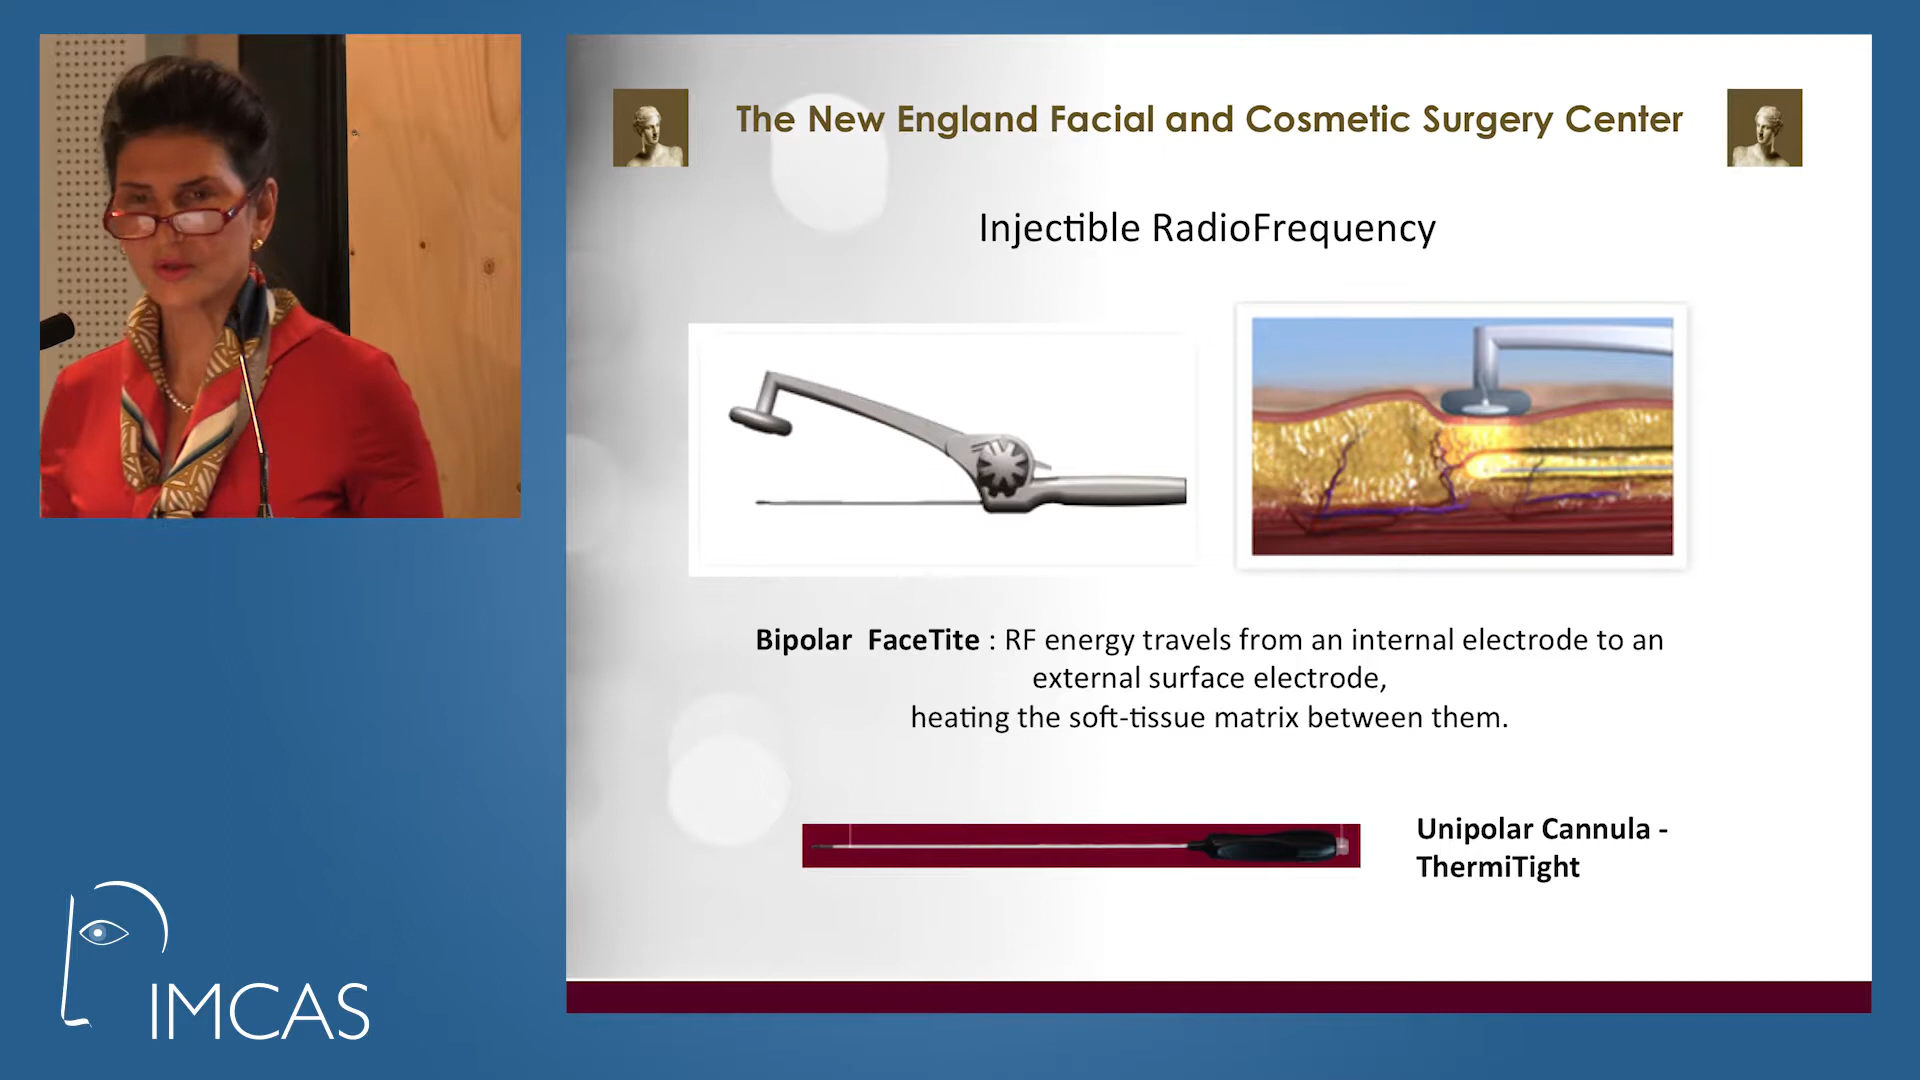 The New England Facial and Cosmetic Surgery Center
Injectible RadioFrequency
Bipolar FaceTite : RF energy travels from an internal electrode to an
external surface electrode,
heating the soft-tissue matrix between them.
Unipolar Cannula -
ThermiTight
IMCAS